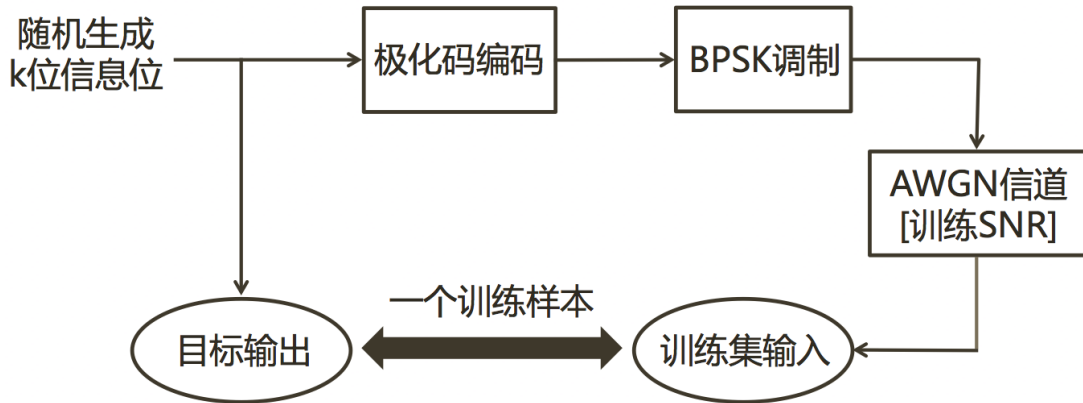 随机生成
k位信息位
极化码编码
BPSK调制
AWGN信道
[训练SNR]
一个训练样本
目标输出
训练集输入